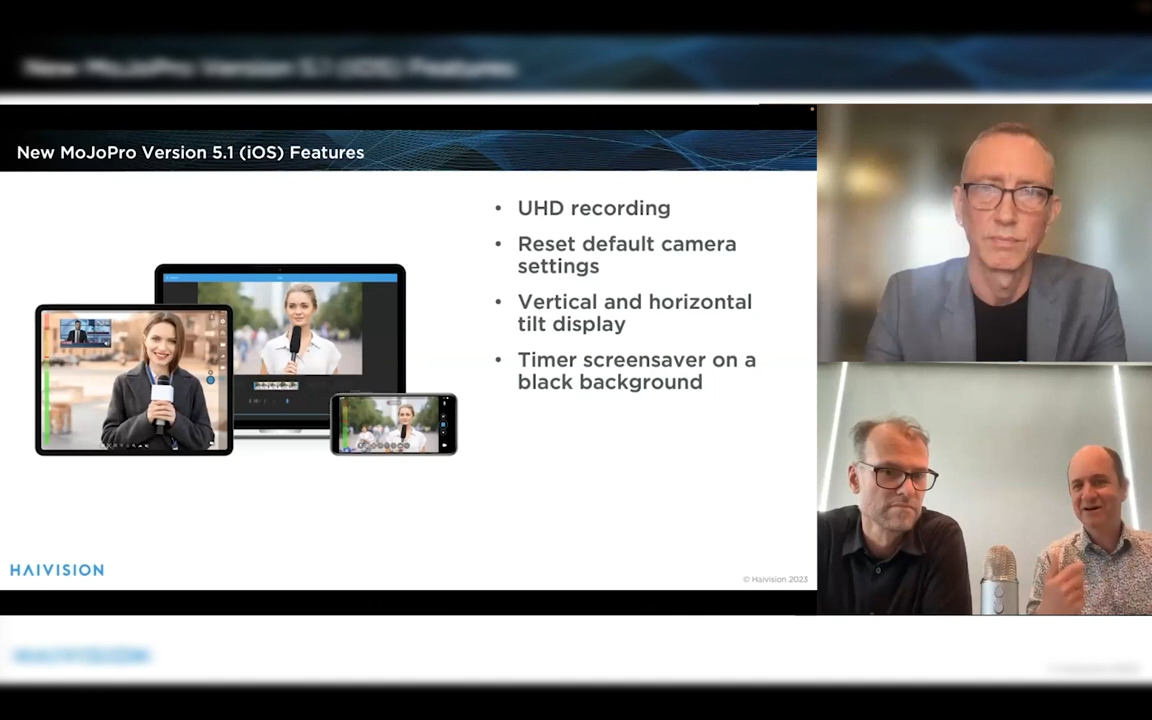 New MoJoPro Version 5.1 (iOS) Features
New MoJoPro Version 5.1 (iOS) Features
• UHD recording
• Reset default camera
settings
• Vertical and horizontal
tilt display
• Timer screensaver on a
black background
HAIVISION
© Haivision 2023
HAIVISION